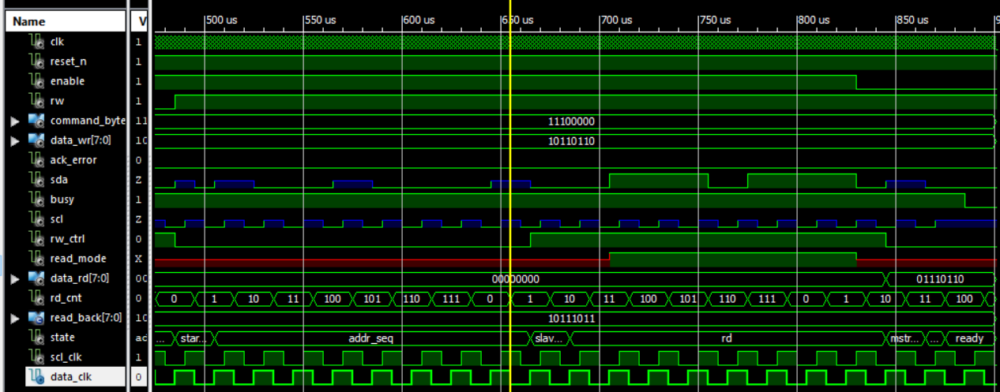 Name V 500 us 550 us 600 us 650 us 700 us 750 us 800 us 850 us 9
clk 1
reset_n 1
enable 1
rw 1
command_byte 11 11100000
data_wr[7:0] 10 10110110
ack_error 0
sda Z
busy 1
scl Z
rw_ctrl 0
read_mode X
data_rd[7:0] 00 00000000 01110110
rd_cnt 0 0 1 10 11 100 101 110 111 0 1 10 11 100 101 110 111 0 1 10 11 100
read_back[7:0] 10 10111011
state ad ... star... addr_seq slav... rd mstr... ... ready
scl_clk 1
data_clk 0